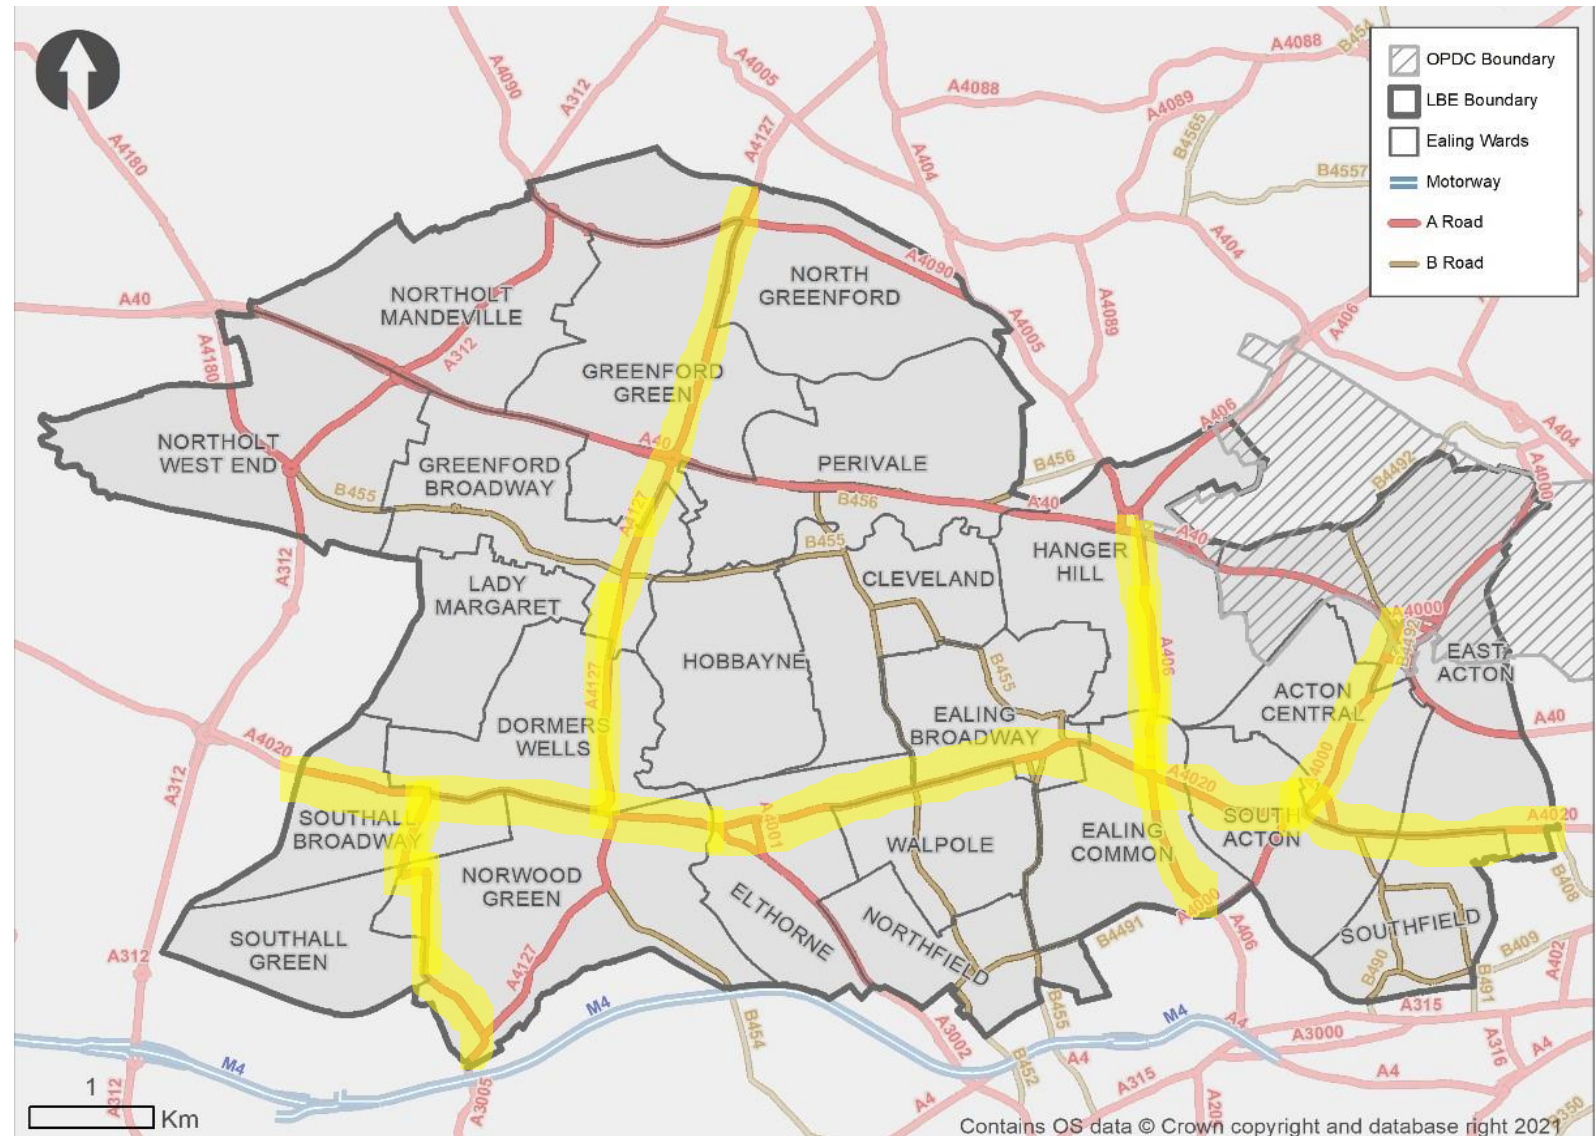 A4088
B454
A4005
A4090
A312
A4088
A4089
B4565
A4127
A4180
A404
B4557
OPDC Boundary
LBE Boundary
Ealing Wards
Motorway
A Road
B Road
A404
A4090
NORTH
GREENFORD
NORTHOLT
MANDEVILLE
A40
A4180
A312
A4005
A4089
A406
GREENFORD
GREEN
A406
A404
NORTHOLT
WEST END
A40
GREENFORD
BROADWAY
PERIVALE
B456
B456
B4492
A4000
B455
A4127
A40
A40
B455
HANGER
HILL
A312
LADY
MARGARET
CLEVELAND
A4000
B4492
HOBBAYNE
A406
EAST
ACTON
B455
A4127
ACTON
CENTRAL
DORMERS
WELLS
EALING
BROADWAY
A40
A4020
A312
A4000
A4020
SOUTHALL
BROADWAY
A4001
SOUTH
ACTON
A4020
EALING
COMMON
WALPOLE
NORWOOD
GREEN
B408
ELTHORNE
NORTHFIELD
A4000
SOUTHFIELD
SOUTHALL
GREEN
B4491
A406
B409
A402
A312
A4127
B490
B491
M4
M4
A315
B454
B455
A4
A3000
A316
A4
M4
A3002
B452
A4
A315
A4
1
Km
A312
A3005
A4
A205
B350
Contains OS data © Crown copyright and database right 2021